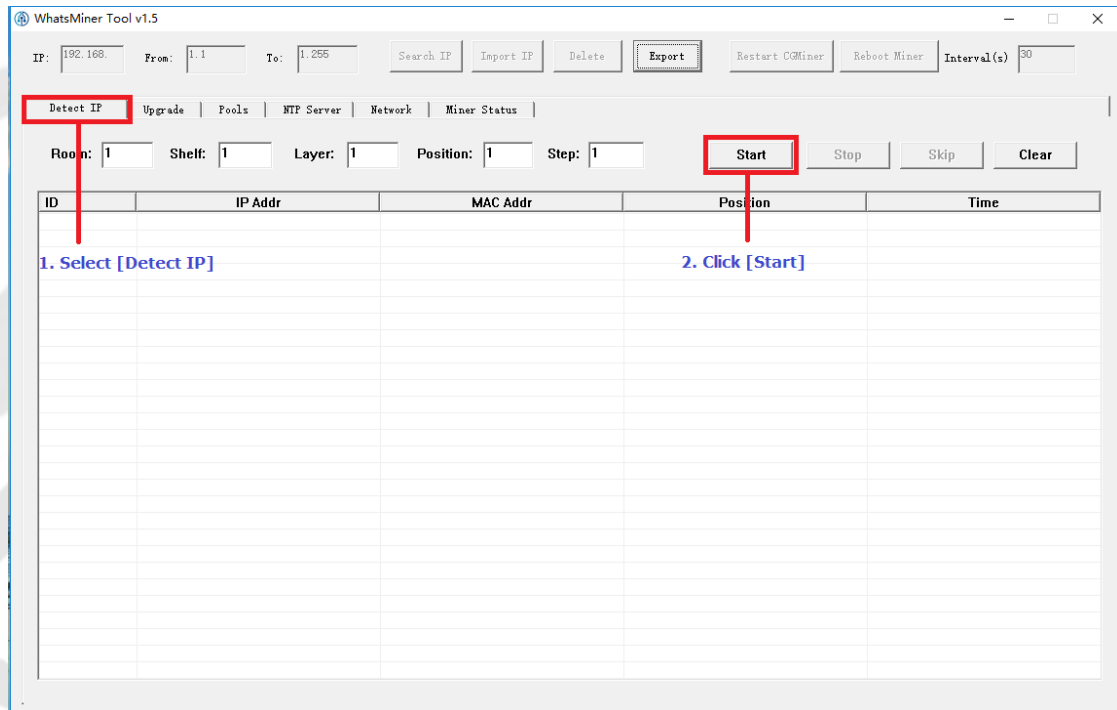 WhatsMiner Tool v1.5
IP: 192.168. From: 1.1 To: 1.255 Search IP Import IP Delete Export Restart CGMiner Reboot Miner Interval(s) 30
Detect IP Upgrade Pools NTP Server Network Miner Status
Room: 1 Shelf: 1 Layer: 1 Position: 1 Step: 1 Start Stop Skip Clear
ID IP Addr MAC Addr Position Time
1. Select [Detect IP] 2. Click [Start]